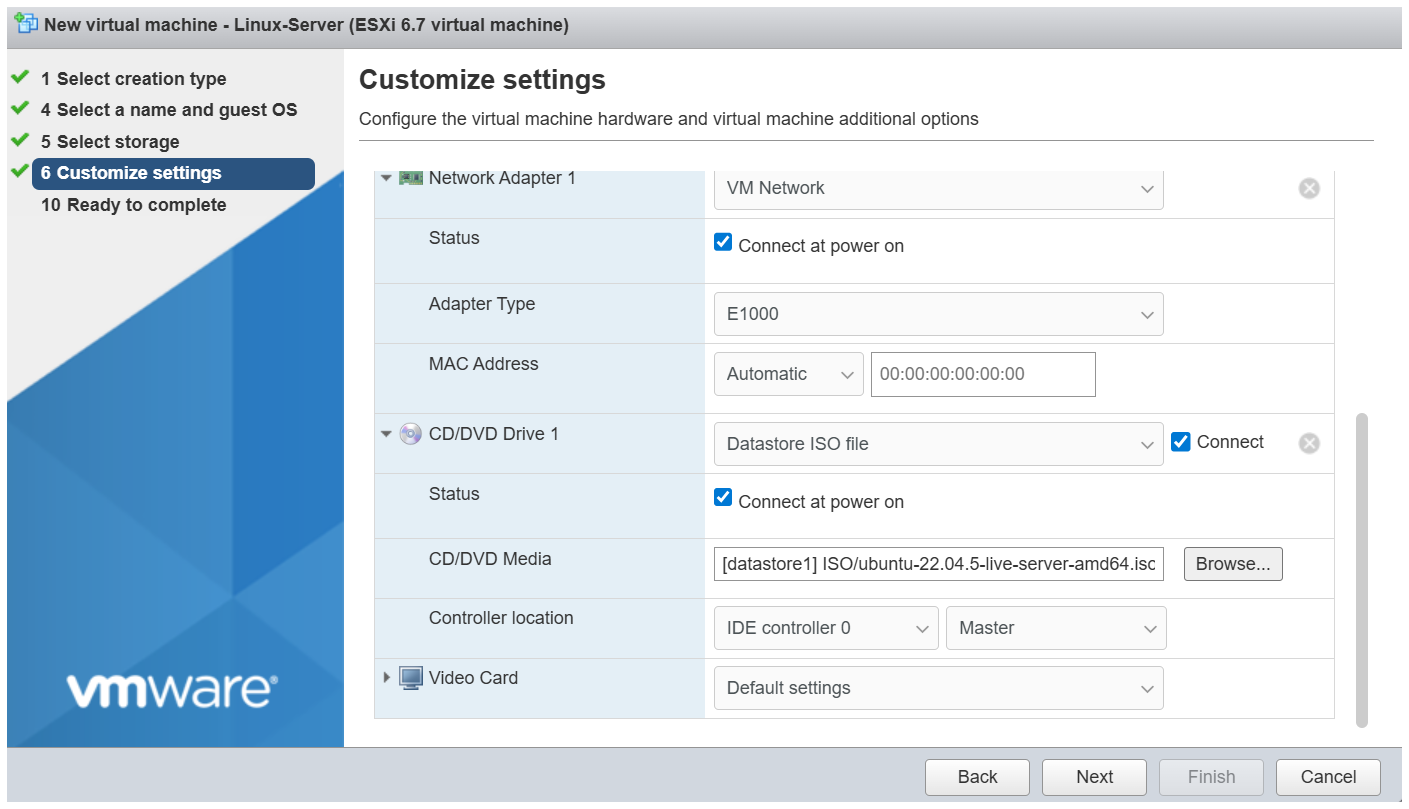 New virtual machine - Linux-Server (ESXi 6.7 virtual machine)
1 Select creation type
4 Select a name and guest OS
5 Select storage
6 Customize settings
10 Ready to complete
vmware®
Customize settings
Configure the virtual machine hardware and virtual machine additional options
Network Adapter 1 VM Network
Status Connect at power on
Adapter Type E1000
MAC Address Automatic 00:00:00:00:00:00
CD/DVD Drive 1 Datastore ISO file Connect
Status Connect at power on
CD/DVD Media [datastore1] ISO/ubuntu-22.04.5-live-server-amd64.iso Browse...
Controller location IDE controller 0 Master
Video Card Default settings
Back Next Finish Cancel